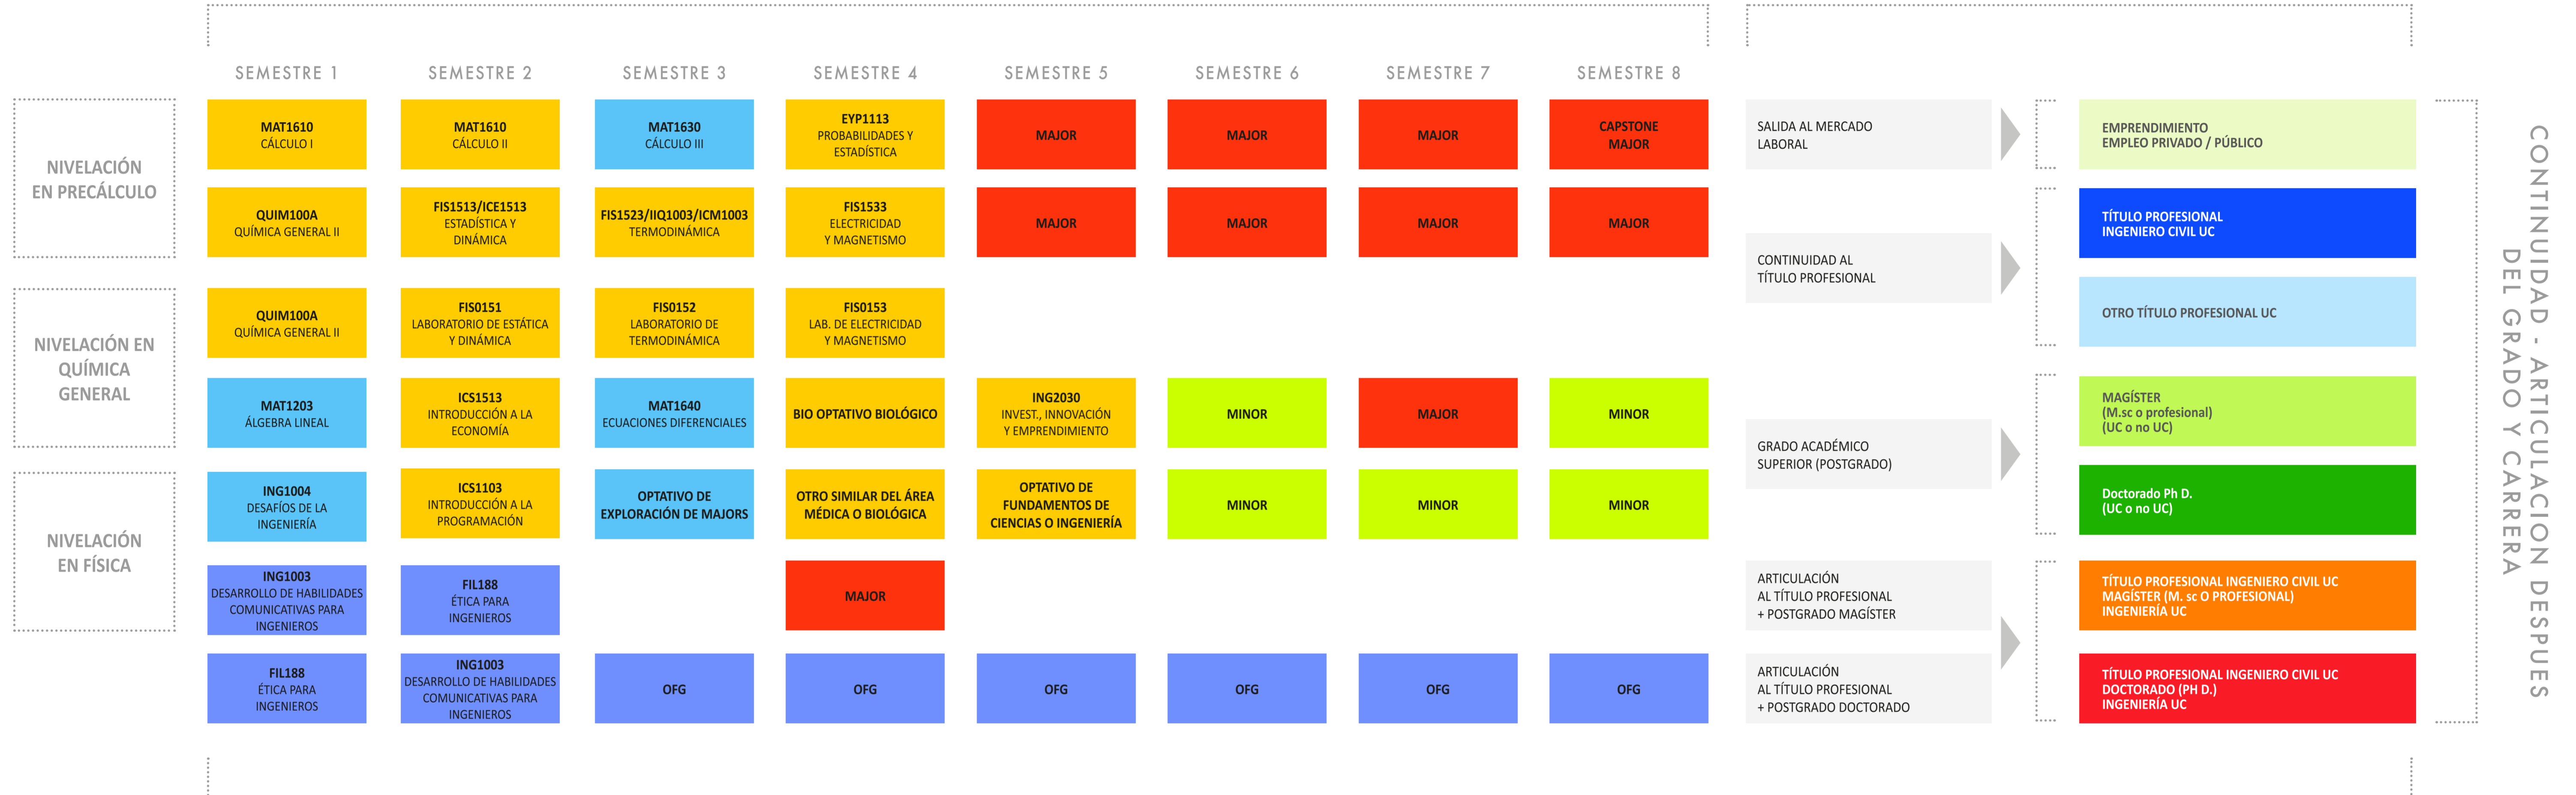 SEMESTRE 1
SEMESTRE 2
SEMESTRE 3
SEMESTRE 4
SEMESTRE 5
SEMESTRE 6
SEMESTRE 7
SEMESTRE 8
NIVELACIÓN
EN PRECÁLCULO
NIVELACIÓN EN
QUÍMICA
GENERAL
NIVELACIÓN
EN FÍSICA
MAT1610
CÁLCULO I
MAT1610
CÁLCULO II
MAT1630
CÁLCULO III
EYP1113
PROBABILIDADES Y
ESTADÍSTICA
MAJOR
MAJOR
MAJOR
CAPSTONE
MAJOR
QUIM100A
QUÍMICA GENERAL II
FIS1513/ICE1513
ESTADÍSTICA Y
DINÁMICA
FIS1523/IIQ1003/ICM1003
TERMODINÁMICA
FIS1533
ELECTRICIDAD
Y MAGNETISMO
MAJOR
MAJOR
MAJOR
MAJOR
QUIM100A
QUÍMICA GENERAL II
FIS0151
LABORATORIO DE ESTÁTICA
Y DINÁMICA
FIS0152
LABORATORIO DE
TERMODINÁMICA
FIS0153
LAB. DE ELECTRICIDAD
Y MAGNETISMO
MAT1203
ÁLGEBRA LINEAL
ICS1513
INTRODUCCIÓN A LA
ECONOMÍA
MAT1640
ECUACIONES DIFERENCIALES
BIO OPTATIVO BIOLÓGICO
ING2030
INVEST., INNOVACIÓN
Y EMPRENDIMIENTO
MINOR
MAJOR
MINOR
ING1004
DESAFÍOS DE LA
INGENIERÍA
ICS1103
INTRODUCCIÓN A LA
PROGRAMACIÓN
OPTATIVO DE
EXPLORACIÓN DE MAJORS
OTRO SIMILAR DEL ÁREA
MÉDICA O BIOLÓGICA
OPTATIVO DE
FUNDAMENTOS DE
CIENCIAS O INGENIERÍA
MINOR
MINOR
MINOR
ING1003
DESARROLLO DE HABILIDADES
COMUNICATIVAS PARA
INGENIEROS
FIL188
ÉTICA PARA
INGENIEROS
MAJOR
FIL188
ÉTICA PARA
INGENIEROS
ING1003
DESARROLLO DE HABILIDADES
COMUNICATIVAS PARA
INGENIEROS
OFG
OFG
OFG
OFG
OFG
OFG
SALIDA AL MERCADO
LABORAL
CONTINUIDAD AL
TÍTULO PROFESIONAL
GRADO ACADÉMICO
SUPERIOR (POSTGRADO)
ARTICULACIÓN
AL TÍTULO PROFESIONAL
+ POSTGRADO MAGÍSTER
ARTICULACIÓN
AL TÍTULO PROFESIONAL
+ POSTGRADO DOCTORADO
EMPRENDIMIENTO
EMPLEO PRIVADO / PÚBLICO
TÍTULO PROFESIONAL
INGENIERO CIVIL UC
OTRO TÍTULO PROFESIONAL UC
MAGÍSTER
(M.sc o profesional)
(UC o no UC)
Doctorado Ph D.
(UC o no UC)
TÍTULO PROFESIONAL INGENIERO CIVIL UC
MAGÍSTER (M. sc O PROFESIONAL)
INGENIERÍA UC
TÍTULO PROFESIONAL INGENIERO CIVIL UC
DOCTORADO (PH D.)
INGENIERÍA UC
CONTINUIDAD - ARTICULACION DESPUES
DEL GRADO Y CARRERA